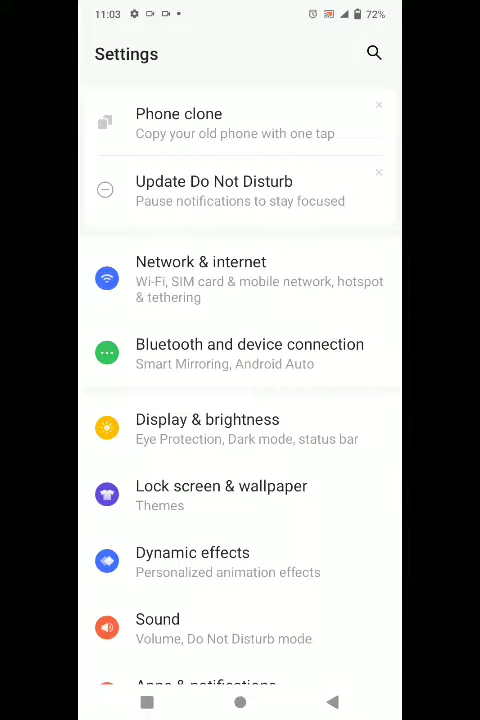 11:03 72%
Settings
Phone clone
Copy your old phone with one tap
Update Do Not Disturb
Pause notifications to stay focused
Network & internet
Wi-Fi, SIM card & mobile network, hotspot
& tethering
Bluetooth and device connection
Smart Mirroring, Android Auto
Display & brightness
Eye Protection, Dark mode, status bar
Lock screen & wallpaper
Themes
Dynamic effects
Personalized animation effects
Sound
Volume, Do Not Disturb mode
Apps & notifications